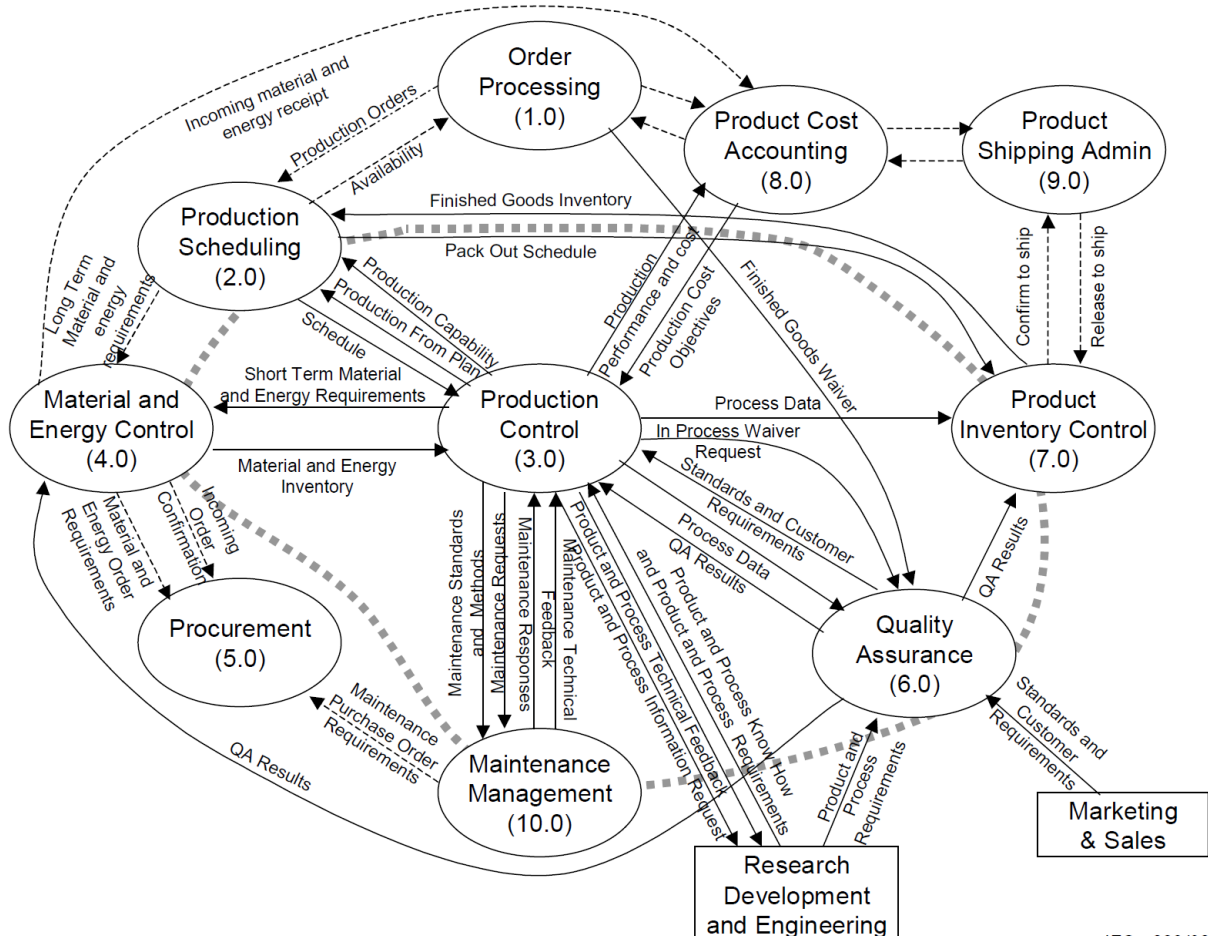 Order
Processing
(1.0)
Incoming material and
energy receipt
Production Orders
Availability
Product Cost
Accounting
(8.0)
Product
Shipping Admin
(9.0)
Production
Scheduling
(2.0)
Finished Goods Inventory
Pack Out Schedule
Long Term
Material and
energy
requirements
Production Capability
Production From Plan
Schedule
Production
Performance and cost
Production Cost
Objectives
Finished Goods Waiver
Confirm to ship
Release to ship
Material and
Energy Control
(4.0)
Short Term Material
and Energy Requirements
Material and Energy
Inventory
Production
Control
(3.0)
Process Data
In Process Waiver
Request
Product
Inventory Control
(7.0)
Standards and Customer
Requirements
Process Data
QA Results
QA Results
Material and
Energy Order
Requirements
Incoming
Order
Confirmation
Procurement
(5.0)
Maintenance Standards
and Methods
Maintenance Requests
Maintenance Responses
Feedback
Maintenance Technical
Product and Process Technical Feedback
Product and Process Information Request
Product and Process Know How
and Product and Process Requirements
Quality
Assurance
(6.0)
Maintenance
Purchase Order
Requirements
QA Results
Maintenance
Management
(10.0)
Product and
Process
Requirements
Standards and
Customer
Requirements
Marketing
& Sales
Research
Development
and Engineering